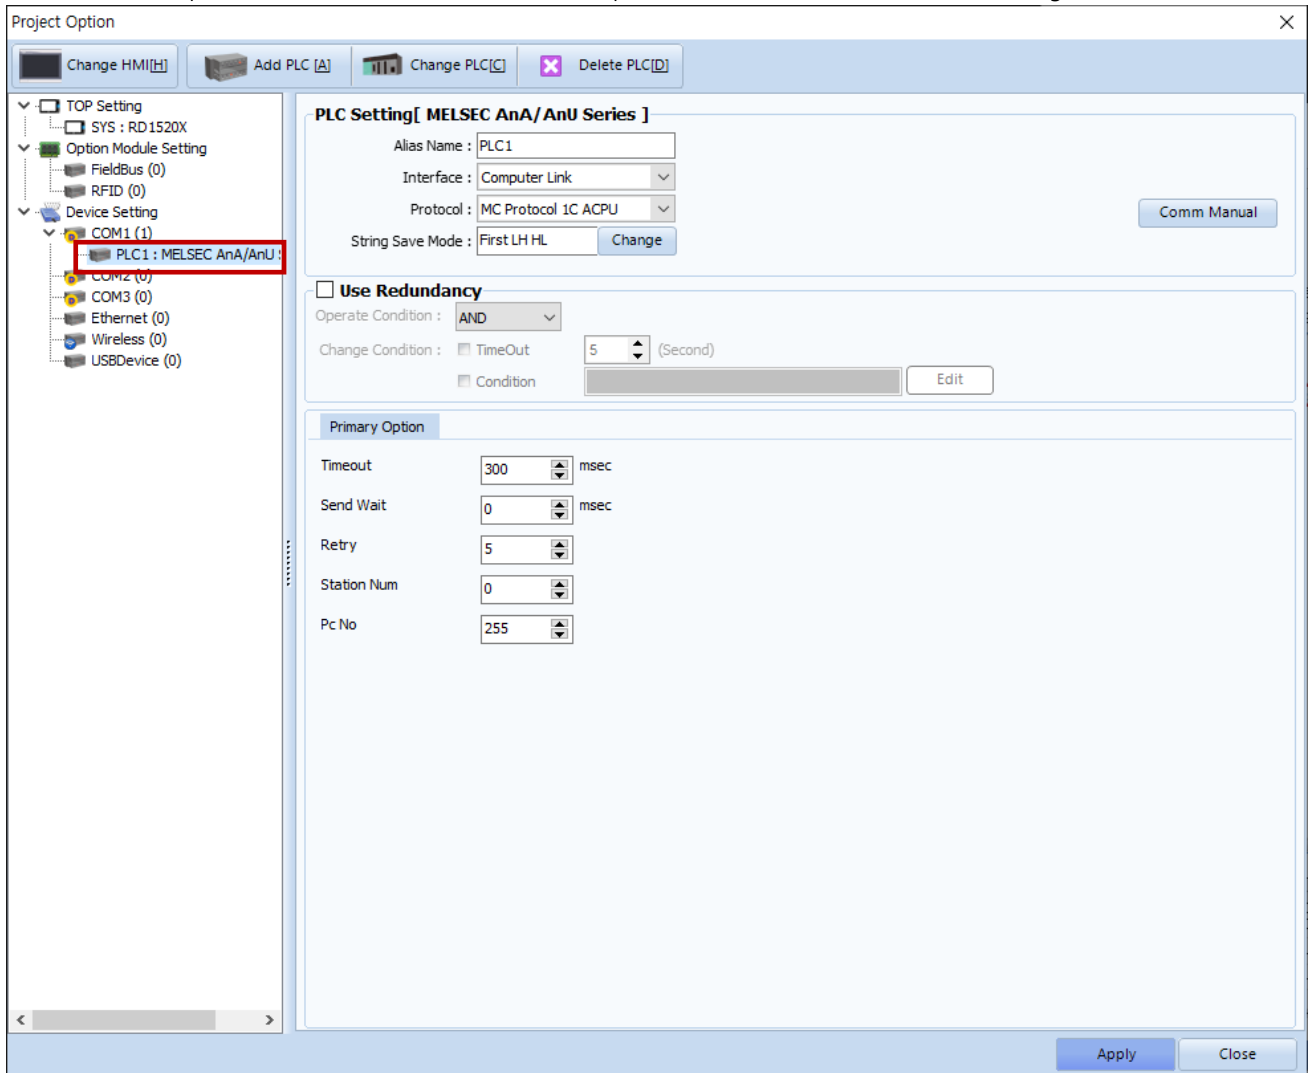 Project Option
Change HMI[H]
Add PLC [A]
Change PLC[C]
Delete PLC[D]
TOP Setting
SYS : RD1520X
Option Module Setting
FieldBus (0)
RFID (0)
Device Setting
COM1 (1)
PLC1 : MELSEC AnA/AnU
COM2 (0)
COM3 (0)
Ethernet (0)
Wireless (0)
USBDevice (0)
PLC Setting[ MELSEC AnA/AnU Series ]
Alias Name : PLC1
Interface : Computer Link
Protocol : MC Protocol 1C ACPU
Comm Manual
String Save Mode : First LH HL Change
Use Redundancy
Operate Condition : AND
Change Condition : TimeOut 5 (Second)
Condition Edit
Primary Option
Timeout 300 msec
Send Wait 0 msec
Retry 5
Station Num 0
Pc No 255
Apply Close